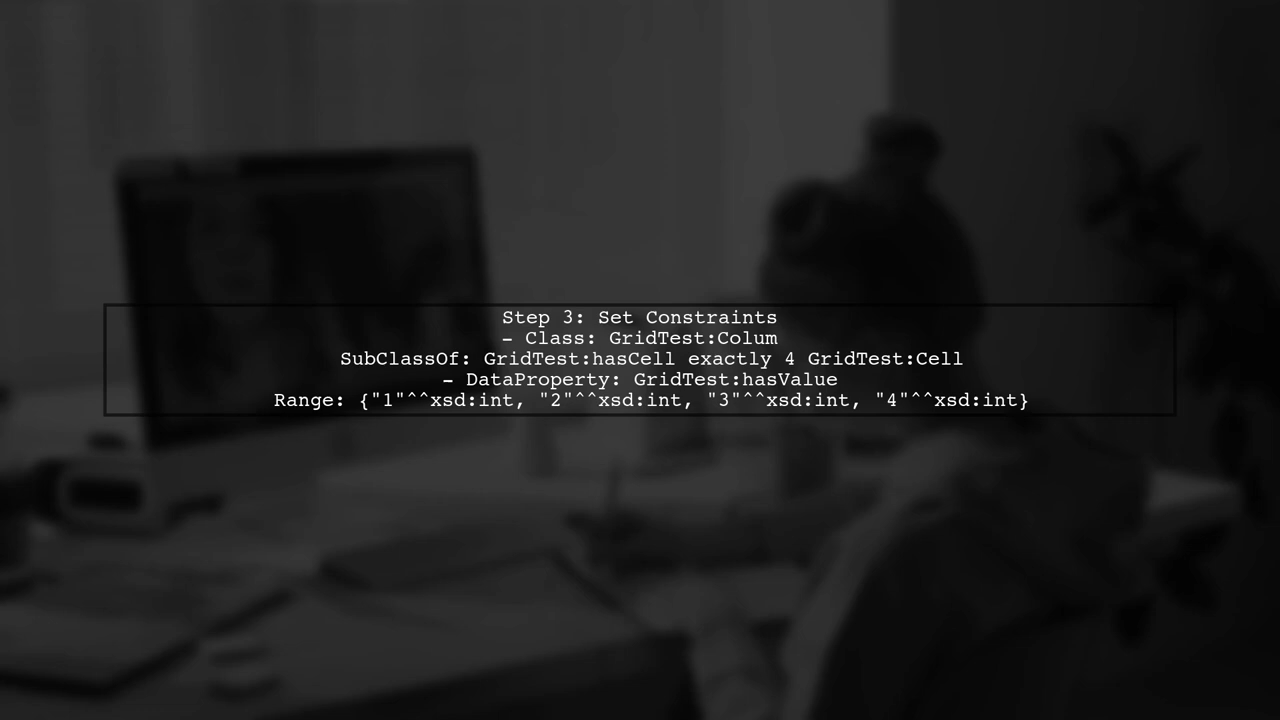 Step 3: Set Constraints
- Class: GridTest:Colum
SubClassOf: GridTest:hasCell exactly 4 GridTest:Cell
- DataProperty: GridTest:hasValue
Range: {"1"^^xsd:int, "2"^^xsd:int, "3"^^xsd:int, "4"^^xsd:int}